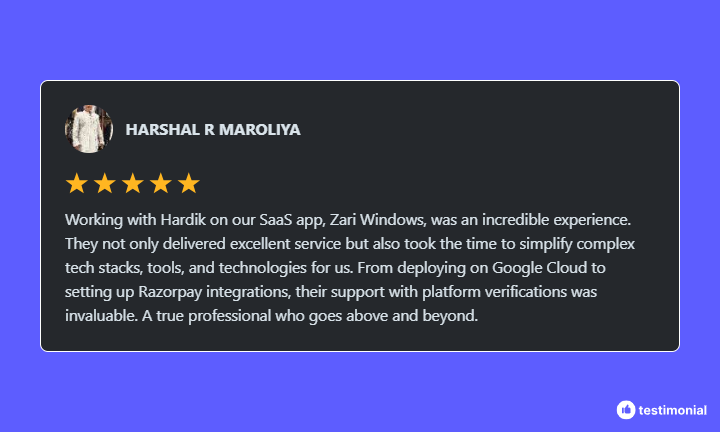 HARSHAL R MAROLIYA
Working with Hardik on our SaaS app, Zari Windows, was an incredible experience.
They not only delivered excellent service but also took the time to simplify complex
tech stacks, tools, and technologies for us. From deploying on Google Cloud to
setting up Razorpay integrations, their support with platform verifications was
invaluable. A true professional who goes above and beyond.
testimonial